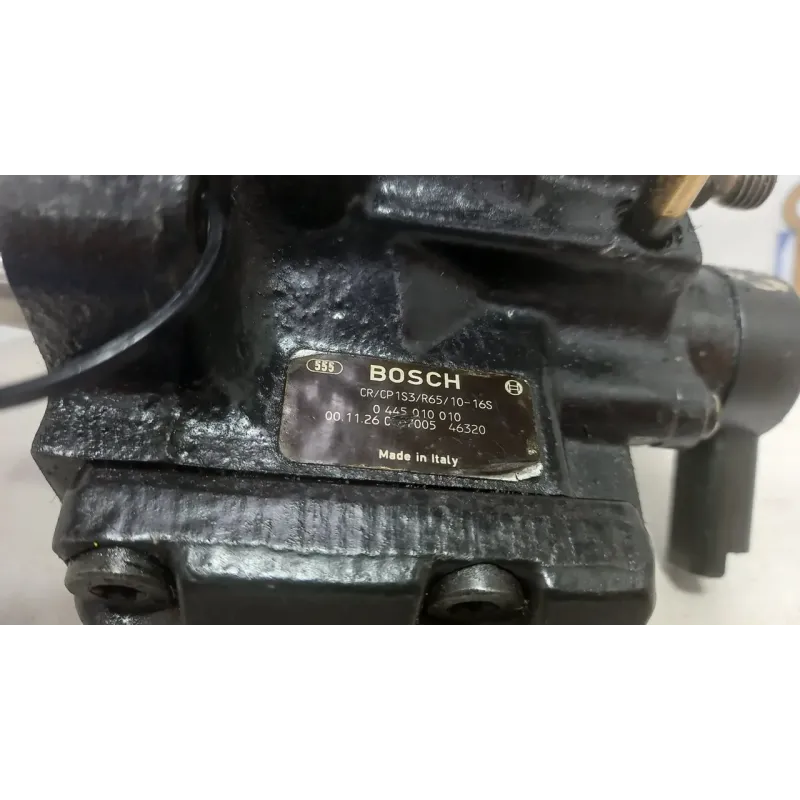 555 BOSCH
CR/CP1S3/R65/10-16S
0 445 010 010
00.11.26 46320
Made in Italy